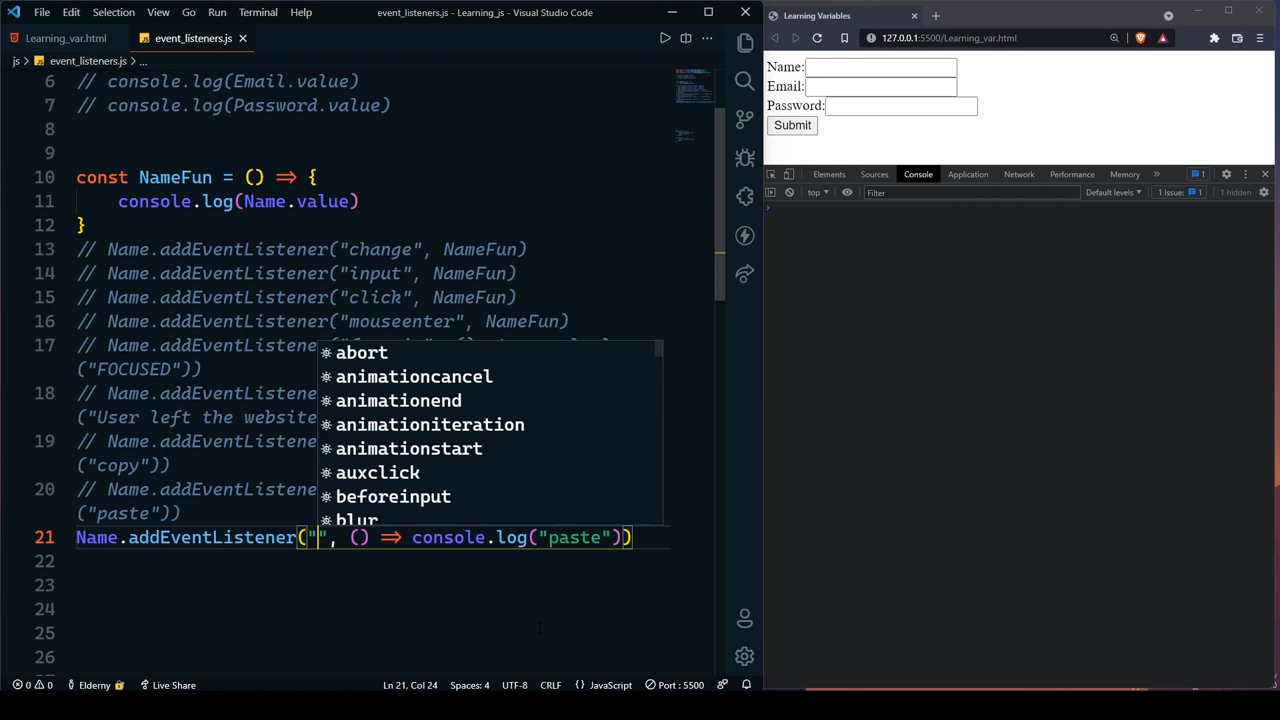 File Edit Selection View Go Run Terminal Help event_listeners.js - Learning_js - Visual Studio Code
Learning_var.html event_listeners.js
js > event_listeners.js > ...
6 // console.log(Email.value)
7 // console.log(Password.value)
8
9
10 const NameFun = () => {
11 console.log(Name.value)
12 }
13 // Name.addEventListener("change", NameFun)
14 // Name.addEventListener("input", NameFun)
15 // Name.addEventListener("click", NameFun)
16 // Name.addEventListener("mouseenter", NameFun)
17 // Name.addEventListene
("FOCUSED"))
18 // Name.addEventListene
("User left the website
19 // Name.addEventListene
("copy"))
20 // Name.addEventListene
("paste"))
21 Name.addEventListener("", () => console.log("paste"))
22
23
24
25
26
abort
animationcancel
animationend
animationiteration
animationstart
auxclick
beforeinput
blur
0 0 Elderny Live Share Ln 21, Col 24 Spaces: 4 UTF-8 CRLF {} JavaScript Port : 5500
Learning Variables
127.0.0.1:5500/Learning_var.html
Name:
Email:
Password:
Submit
Elements Console Application Network Performance Memory » 1
top Filter Default levels 1 Issue: 1 1 hidden